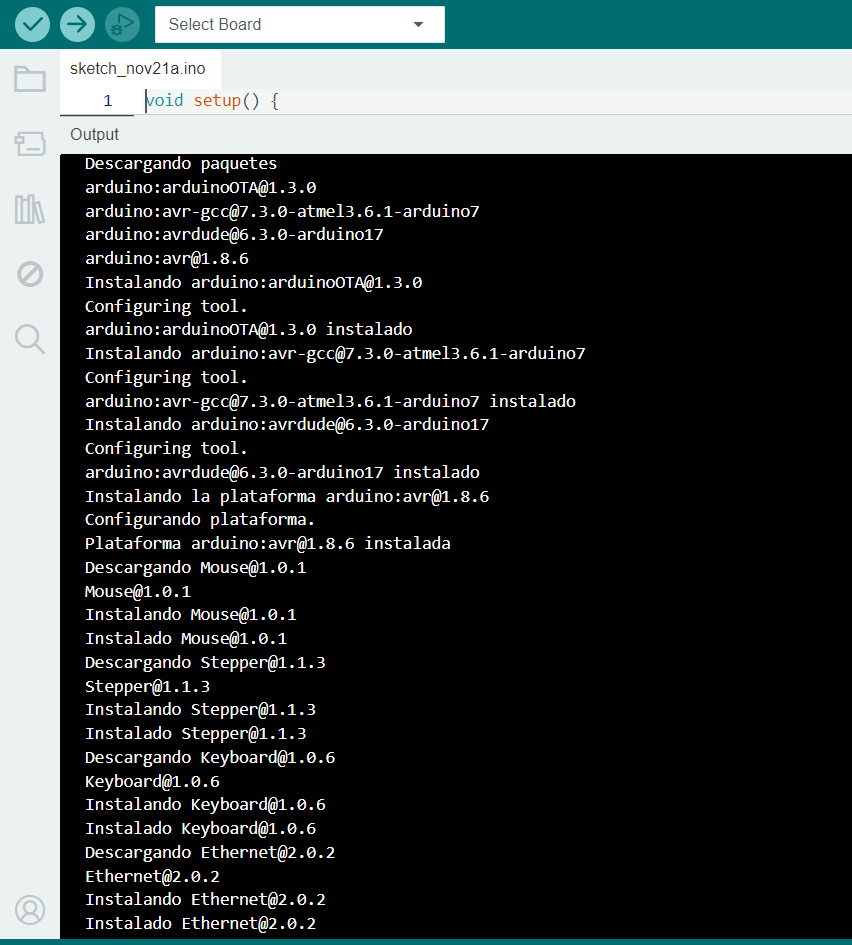 Select Board
sketch_nov21a.ino
1 void setup() {
Output
Descargando paquetes
arduino:arduinoOTA@1.3.0
arduino:avr-gcc@7.3.0-atmel3.6.1-arduino7
arduino:avrdude@6.3.0-arduino17
arduino:avr@1.8.6
Instalando arduino:arduinoOTA@1.3.0
Configuring tool.
arduino:arduinoOTA@1.3.0 instalado
Instalando arduino:avr-gcc@7.3.0-atmel3.6.1-arduino7
Configuring tool.
arduino:avr-gcc@7.3.0-atmel3.6.1-arduino7 instalado
Instalando arduino:avrdude@6.3.0-arduino17
Configuring tool.
arduino:avrdude@6.3.0-arduino17 instalado
Instalando la plataforma arduino:avr@1.8.6
Configurando plataforma.
Plataforma arduino:avr@1.8.6 instalada
Descargando Mouse@1.0.1
Mouse@1.0.1
Instalando Mouse@1.0.1
Instalado Mouse@1.0.1
Descargando Stepper@1.1.3
Stepper@1.1.3
Instalando Stepper@1.1.3
Instalado Stepper@1.1.3
Descargando Keyboard@1.0.6
Keyboard@1.0.6
Instalando Keyboard@1.0.6
Instalado Keyboard@1.0.6
Descargando Ethernet@2.0.2
Ethernet@2.0.2
Instalando Ethernet@2.0.2
Instalado Ethernet@2.0.2